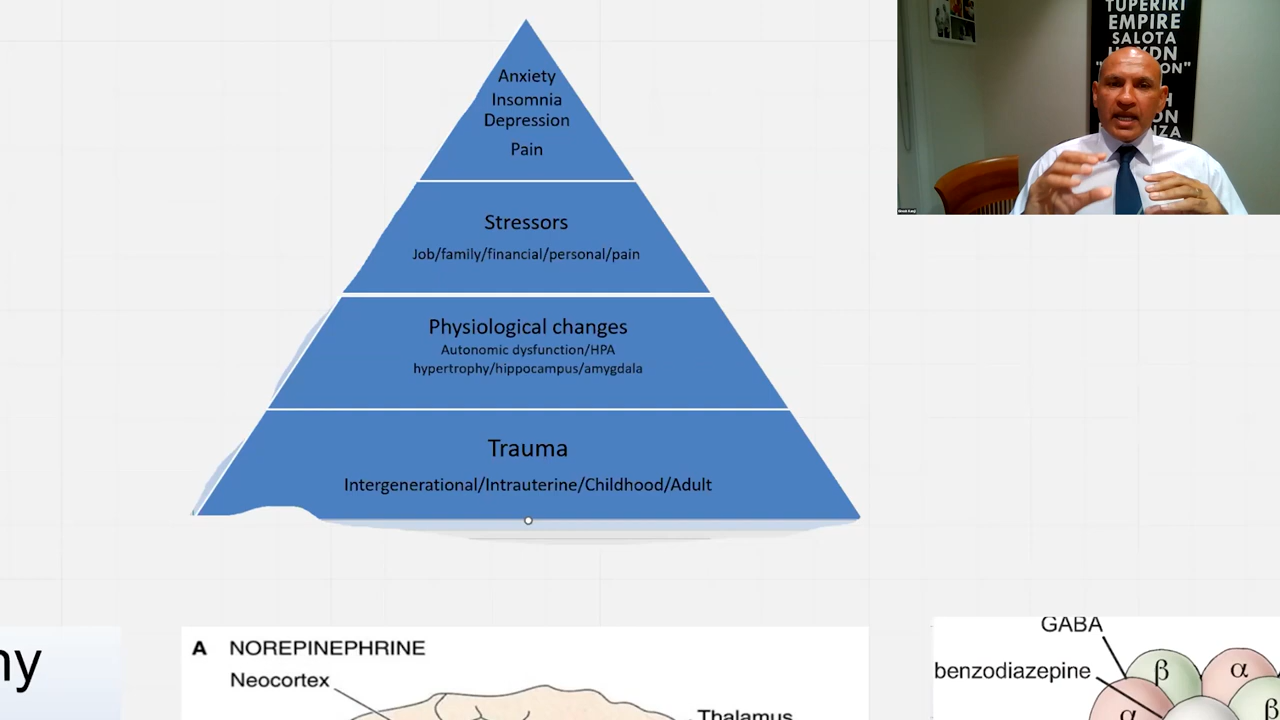 Anxiety
Insomnia
Depression
Pain
Stressors
Job/family/financial/personal/pain
Physiological changes
Autonomic dysfunction/HPA
hypertrophy/hippocampus/amygdala
Trauma
Intergenerational/Intrauterine/Childhood/Adult
TUPERIRI
EMPIRE
SALOTA
A NOREPINEPHRINE
Neocortex
Thalamus
GABA
benzodiazepine
β
α
α
β